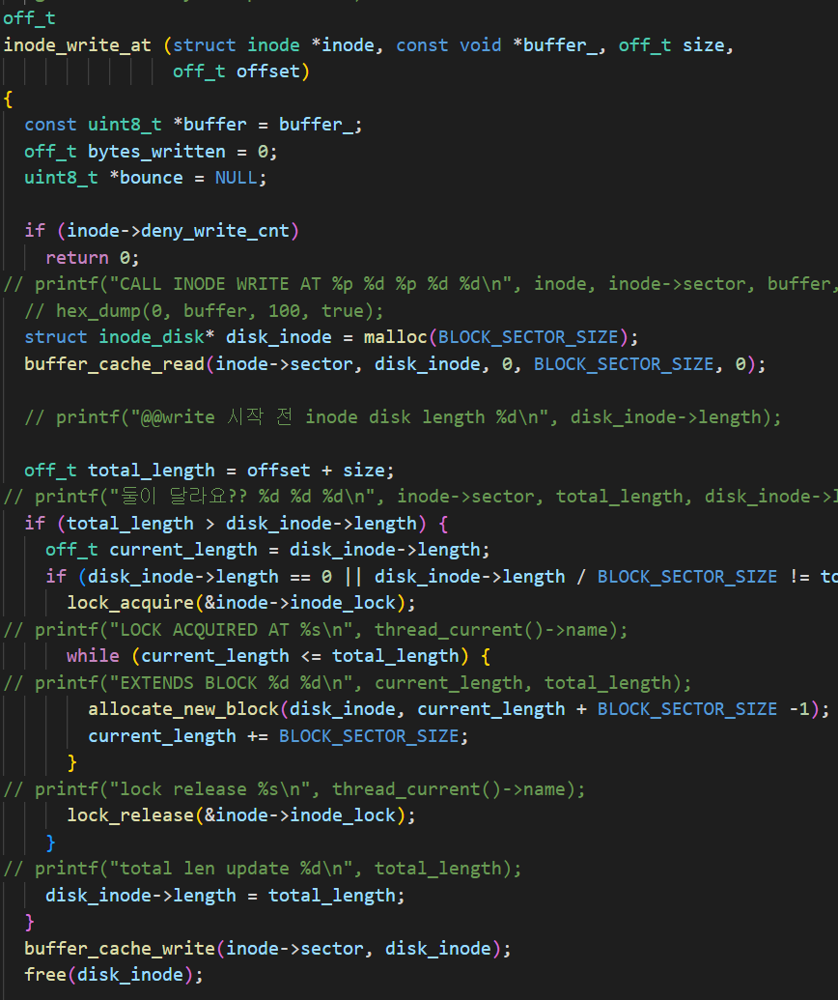 off_t
inode_write_at (struct inode *inode, const void *buffer_, off_t size,
                off_t offset)
{
  const uint8_t *buffer = buffer_;
  off_t bytes_written = 0;
  uint8_t *bounce = NULL;

  if (inode->deny_write_cnt)
    return 0;
// printf("CALL INODE WRITE AT %p %d %p %d %d\n", inode, inode->sector, buffer,
  // hex_dump(0, buffer, 100, true);
  struct inode_disk* disk_inode = malloc(BLOCK_SECTOR_SIZE);
  buffer_cache_read(inode->sector, disk_inode, 0, BLOCK_SECTOR_SIZE, 0);

  // printf("@@write 시작 전 inode disk length %d\n", disk_inode->length);

  off_t total_length = offset + size;
// printf("둘이 달라요?? %d %d %d\n", inode->sector, total_length, disk_inode->l
  if (total_length > disk_inode->length) {
    off_t current_length = disk_inode->length;
    if (disk_inode->length == 0 || disk_inode->length / BLOCK_SECTOR_SIZE != to
      lock_acquire(&inode->inode_lock);
// printf("LOCK ACQUIRED AT %s\n", thread_current()->name);
      while (current_length <= total_length) {
// printf("EXTENDS BLOCK %d %d\n", current_length, total_length);
        allocate_new_block(disk_inode, current_length + BLOCK_SECTOR_SIZE -1);
        current_length += BLOCK_SECTOR_SIZE;
      }
// printf("lock release %s\n", thread_current()->name);
      lock_release(&inode->inode_lock);
    }
// printf("total len update %d\n", total_length);
    disk_inode->length = total_length;
  }
  buffer_cache_write(inode->sector, disk_inode);
  free(disk_inode);